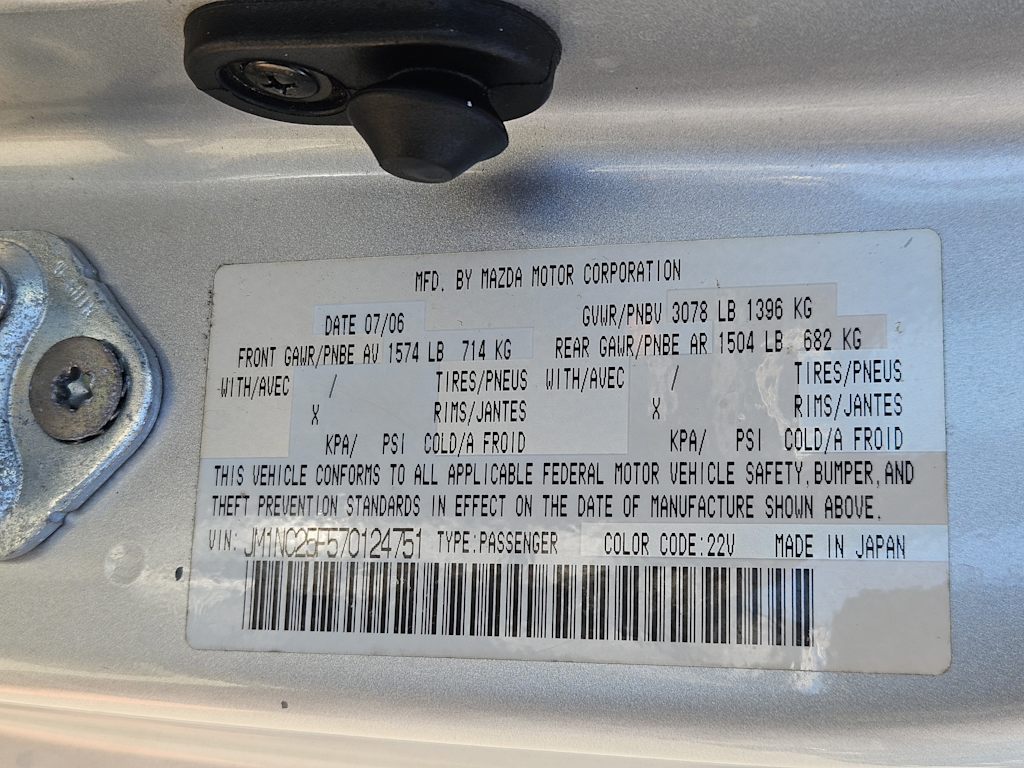 MFD. BY MAZDA MOTOR CORPORATION
DATE 07/06 GVWR/PNBV 3078 LB 1396 KG
FRONT GAWR/PNBE AV 1574 LB 714 KG REAR GAWR/PNBE AR 1504 LB 682 KG
WITH/AVEC / TIRES/PNEUS WITH/AVEC / TIRES/PNEUS
X RIMS/JANTES X RIMS/JANTES
KPA/ PSI COLD/A FROID KPA/ PSI COLD/A FROID
THIS VEHICLE CONFORMS TO ALL APPLICABLE FEDERAL MOTOR VEHICLE SAFETY, BUMPER, AND
THEFT PREVENTION STANDARDS IN EFFECT ON THE DATE OF MANUFACTURE SHOWN ABOVE.
VIN: JM1NC25F570124751 TYPE:PASSENGER COLOR CODE:22V MADE IN JAPAN